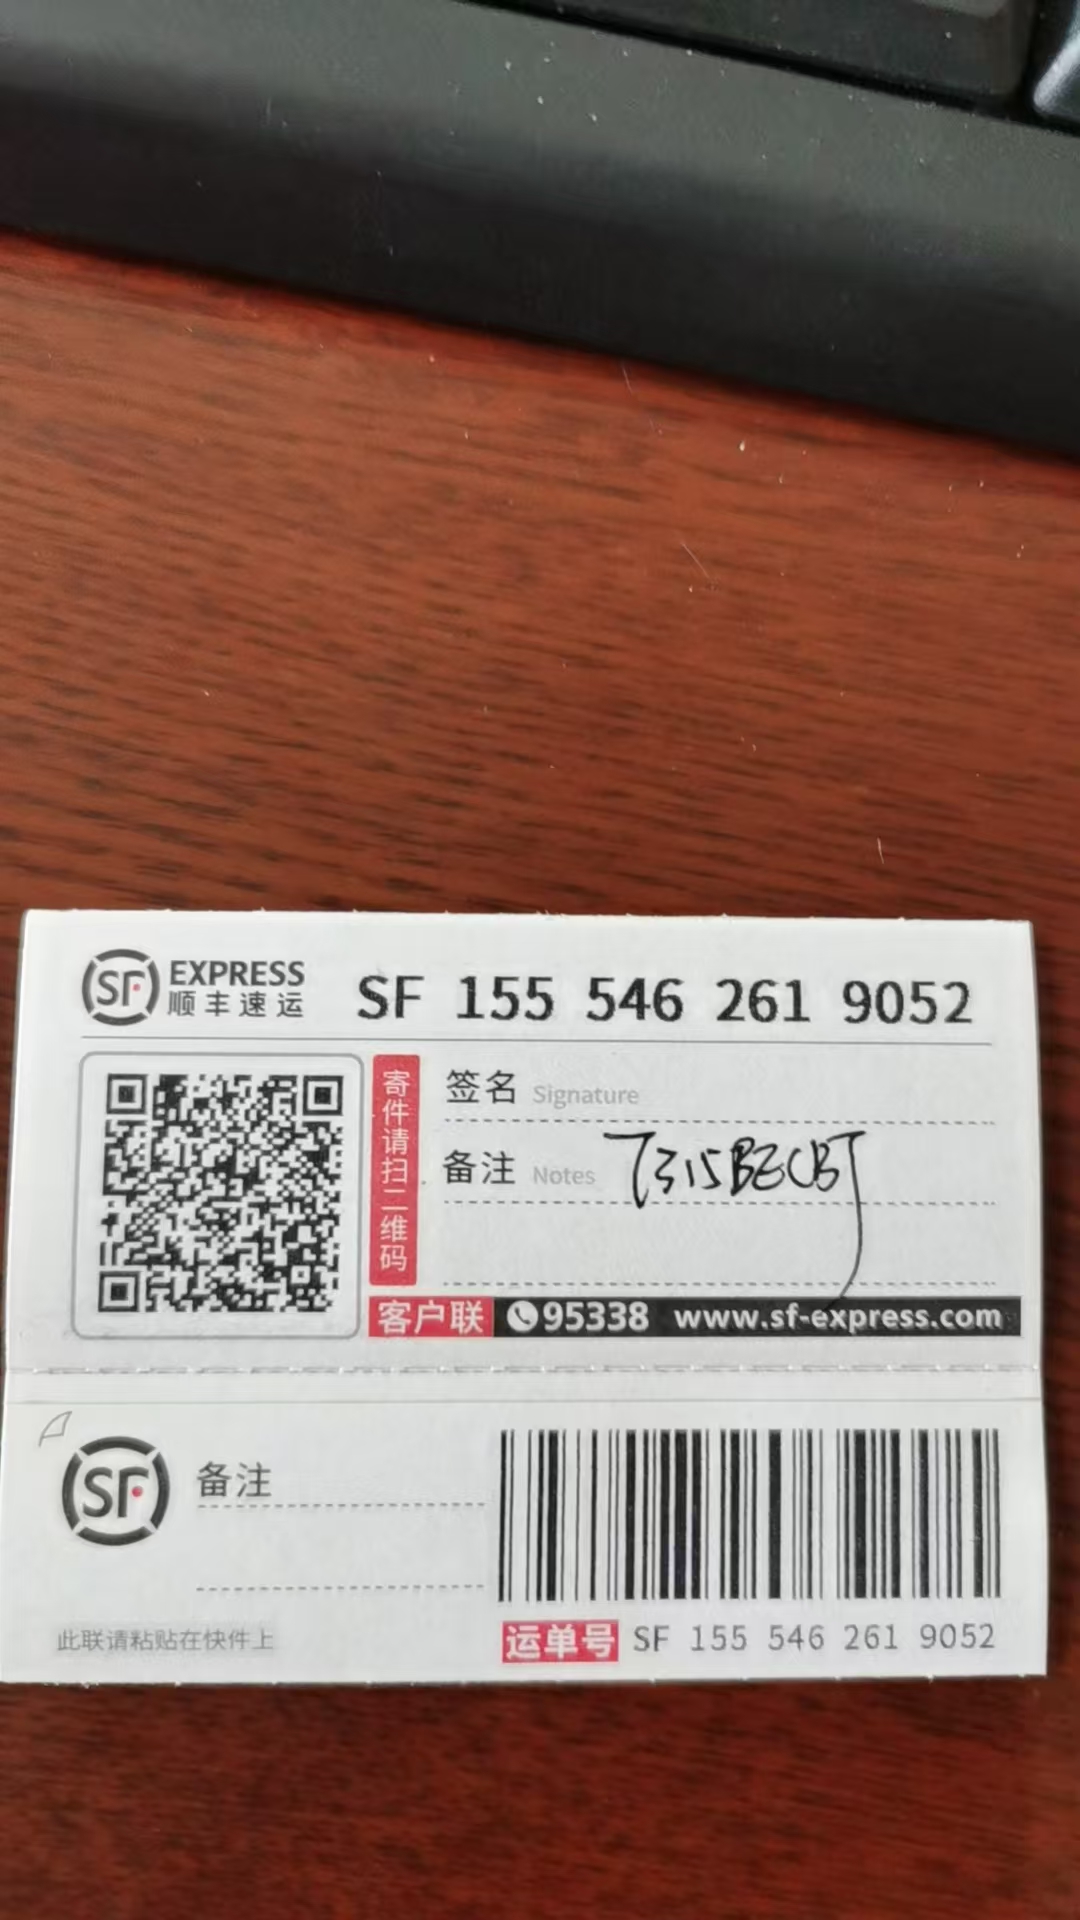 SF EXPRESS
顺丰速运
SF 155 546 261 9052
寄件请扫二维码
签名 Signature
备注 Notes
客户联 95338 www.sf-express.com
SF
备注
此联请粘贴在快件上
运单号 SF 155 546 261 9052